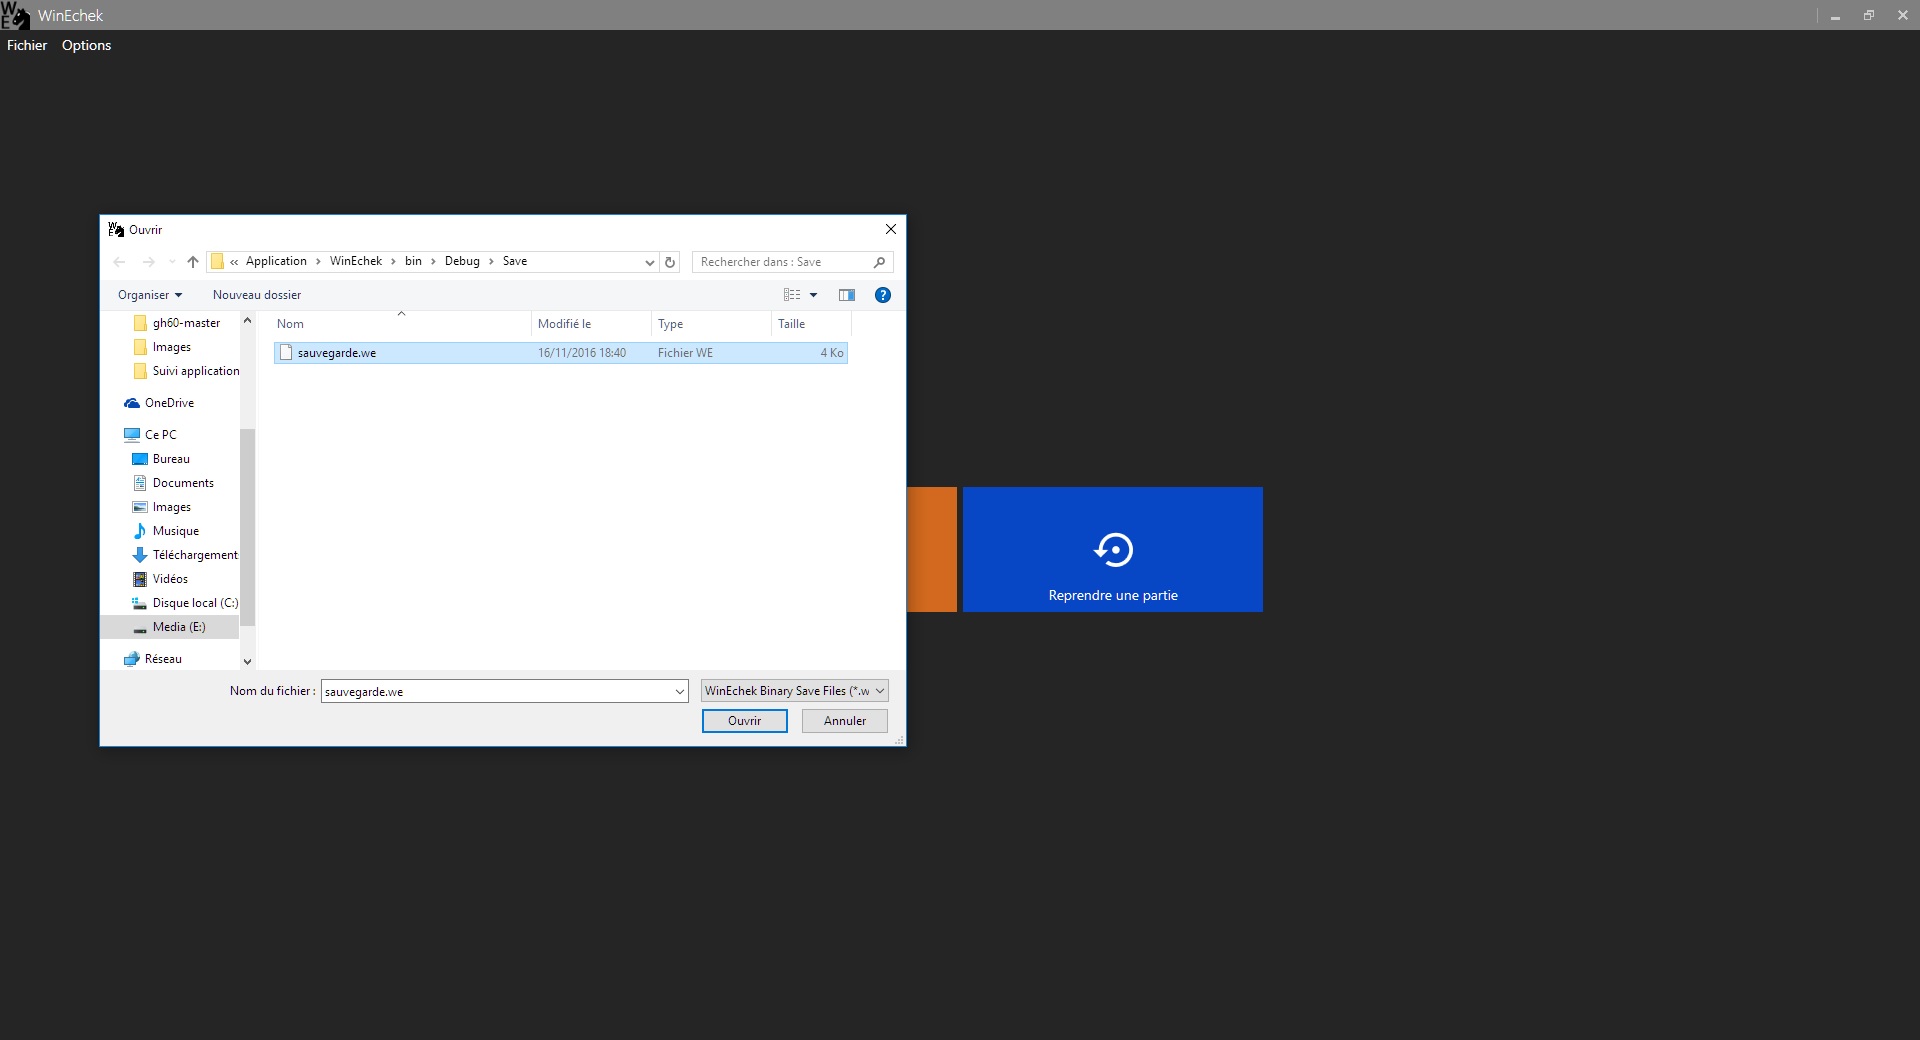 WE WinEchek
Fichier Options
WE Ouvrir
« Application › WinEchek › bin › Debug › Save
Rechercher dans : Save
Organiser Nouveau dossier
?
gh60-master
Images
Suivi application
OneDrive
Ce PC
Bureau
Documents
Images
Musique
Téléchargement
Vidéos
Disque local (C:)
Media (E:)
Réseau
Nom Modifié le Type Taille
sauvegarde.we 16/11/2016 18:40 Fichier WE 4 Ko
Nom du fichier : sauvegarde.we WinEchek Binary Save Files (*.w
Ouvrir Annuler
Reprendre une partie